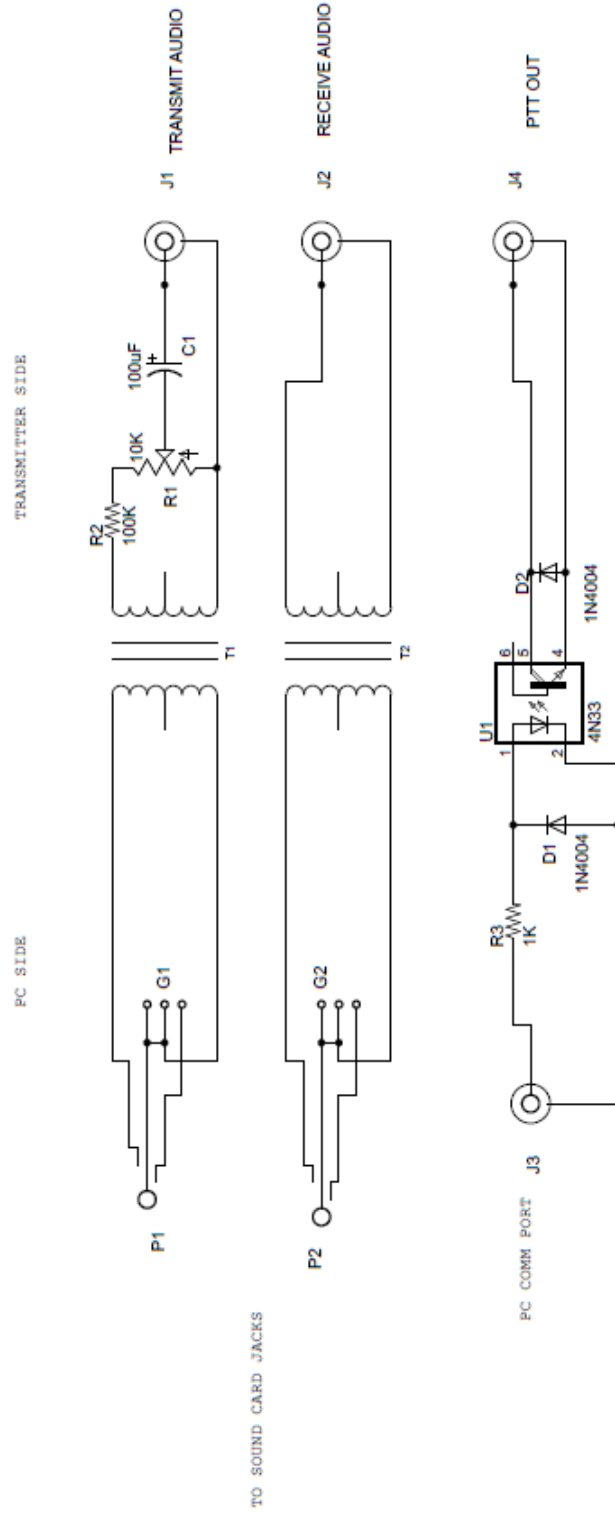 PC SIDE
TRANSMITTER SIDE
TO SOUND CARD JACKS
P1
G1
T1
R2
100K
10K
R1
100uF
+
C1
J1
TRANSMIT AUDIO
P2
G2
T2
J2
RECEIVE AUDIO
PC COMM PORT
J3
R3
1K
D1
1N4004
U1
1
2
6
5
4
4N33
D2
1N4004
J4
PTT OUT